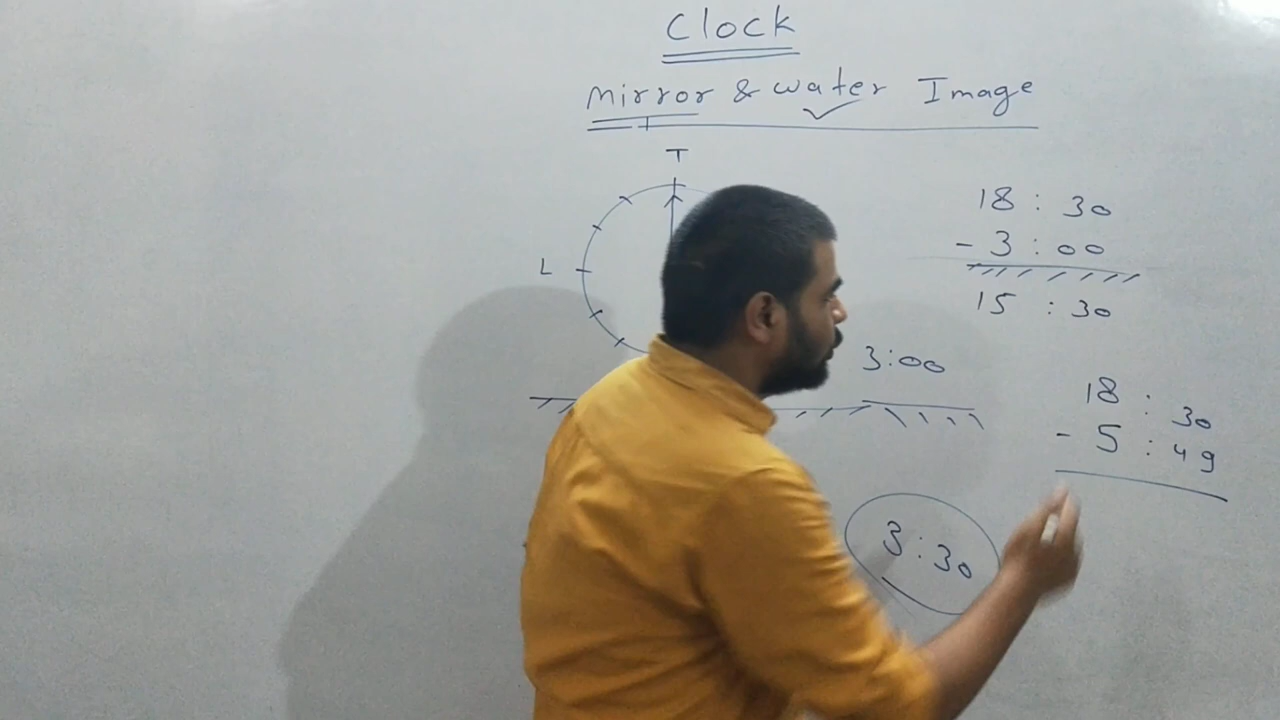 Clock
Mirror & water Image
T
L
3:00
3:30
18 : 30
- 3 : 00
15 : 30
18 : 30
- 5 : 49